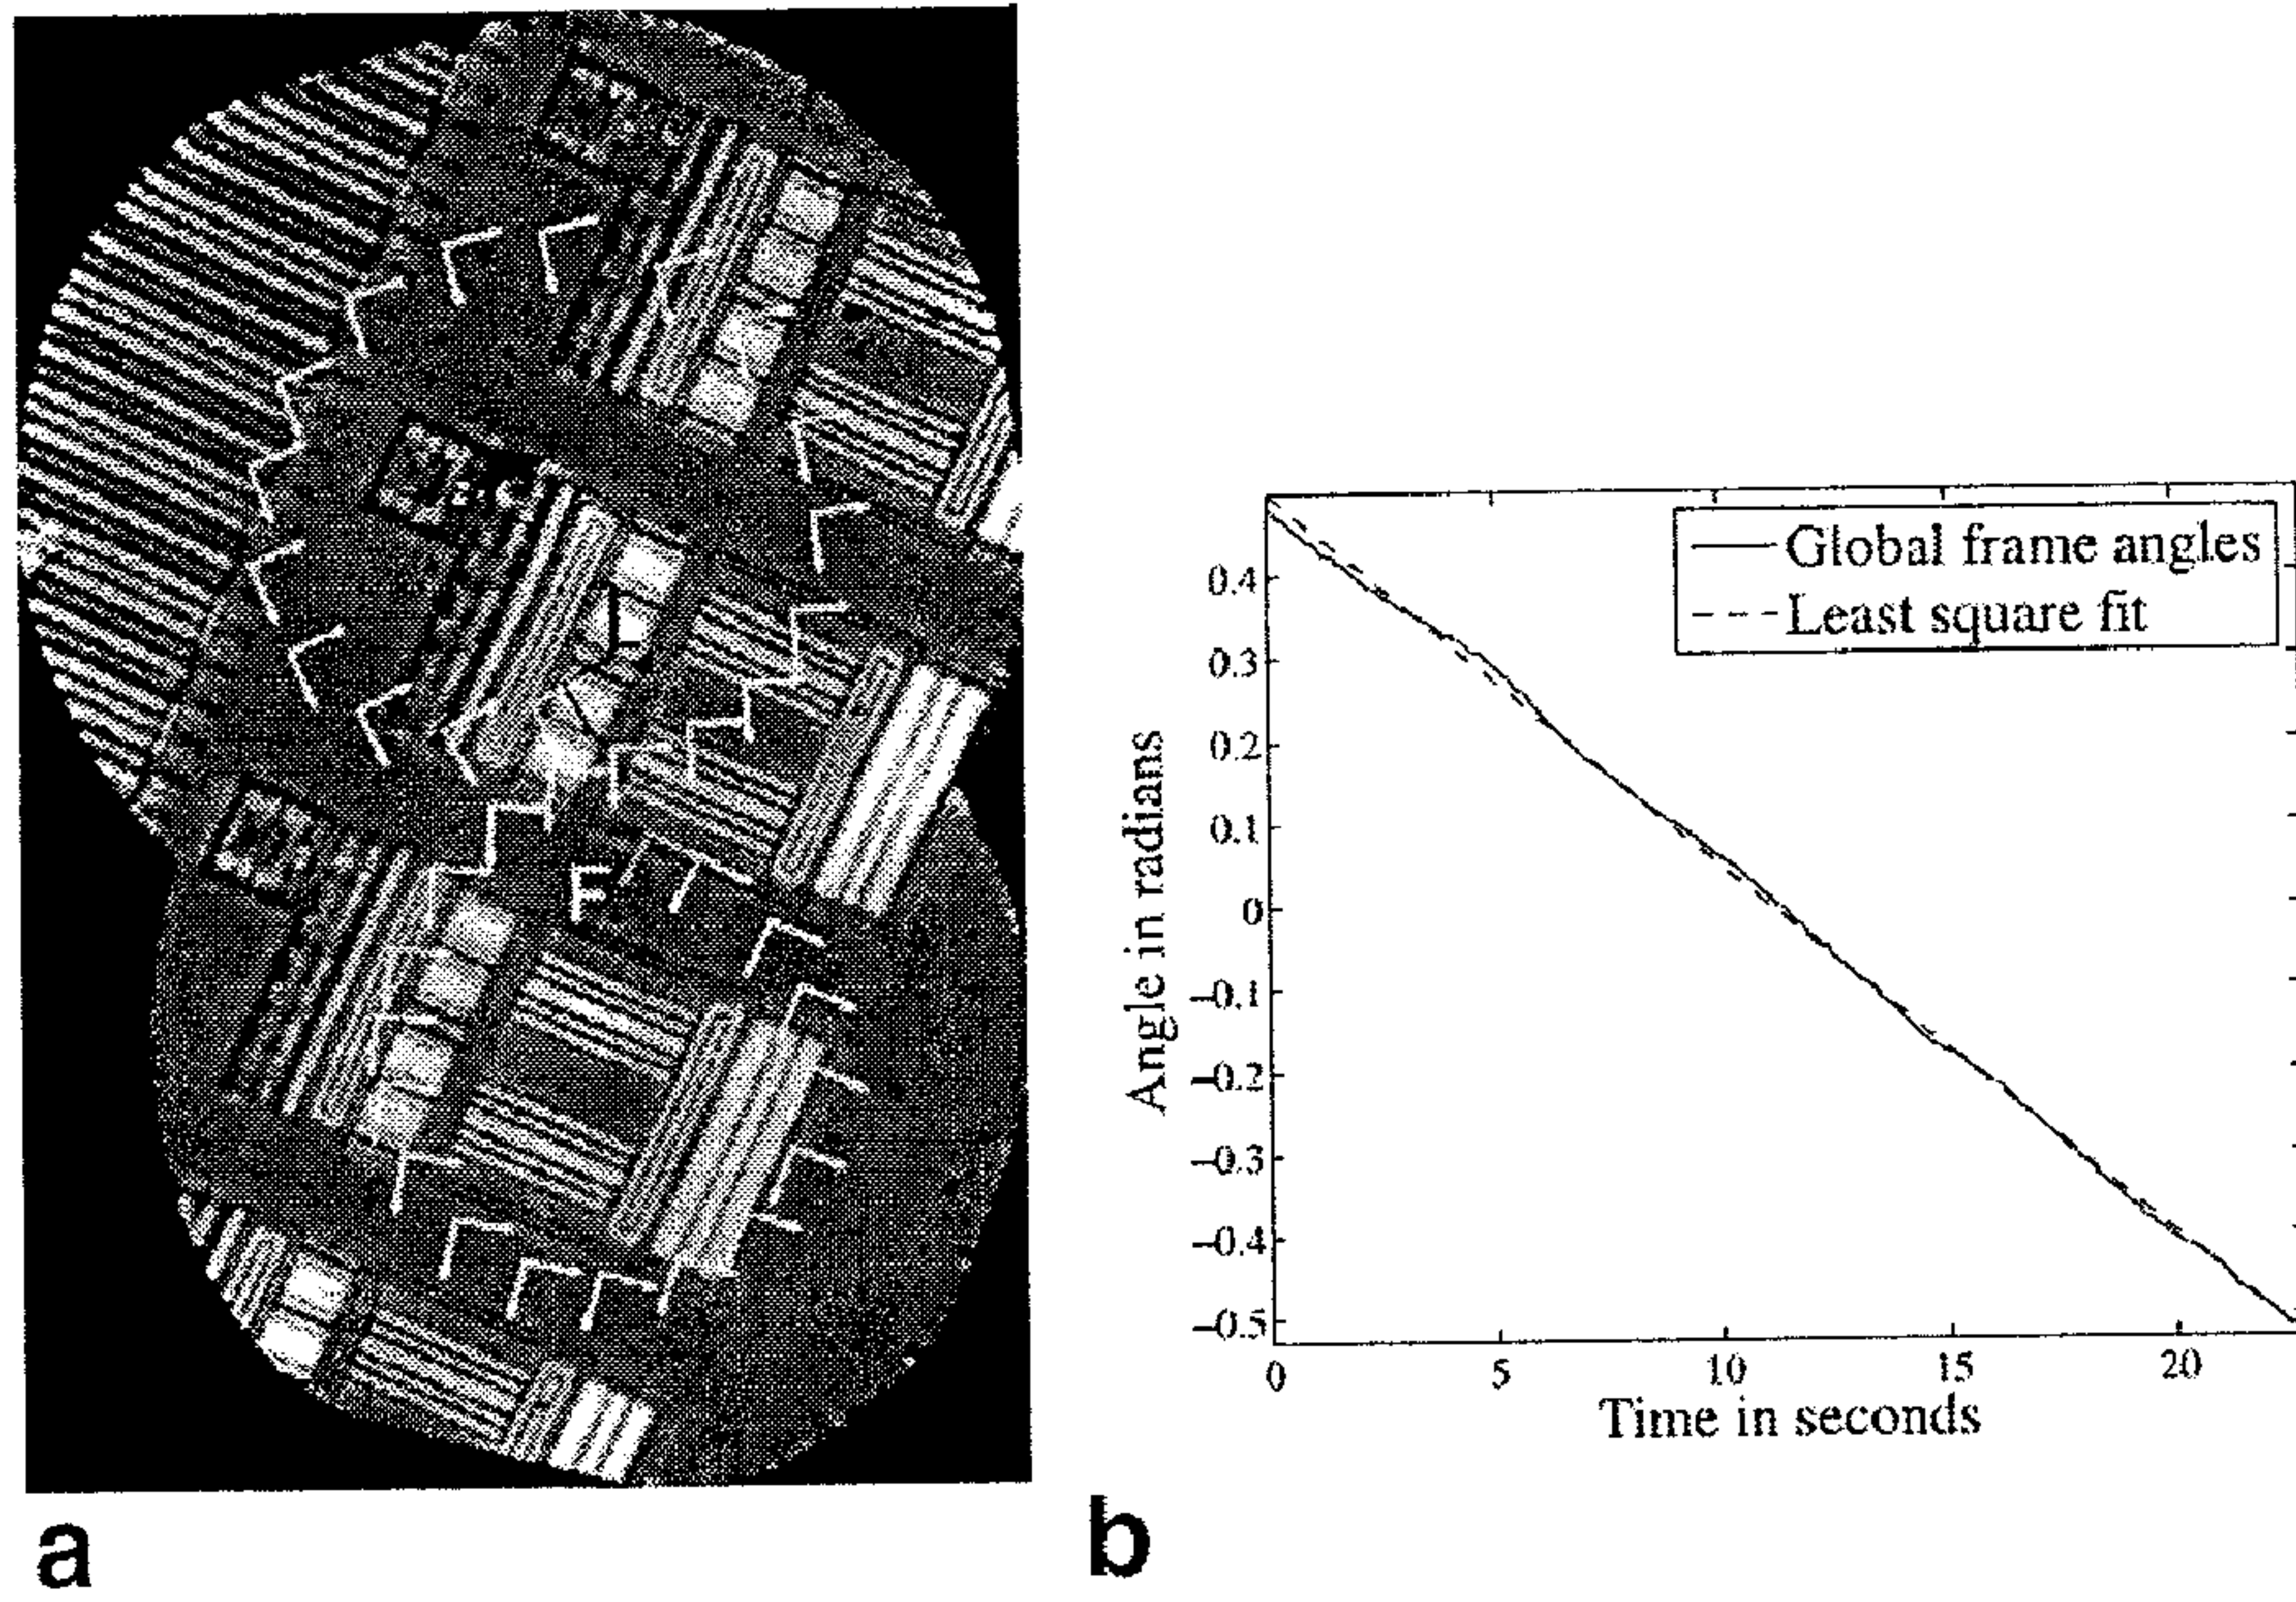 F
L
Global frame angles
Least square fit
Angle in radians
0.4
0.3
0.2
0.1
0
-0.1
-0.2
-0.3
-0.4
-0.5
0 5 10 15 20
Time in seconds
a b